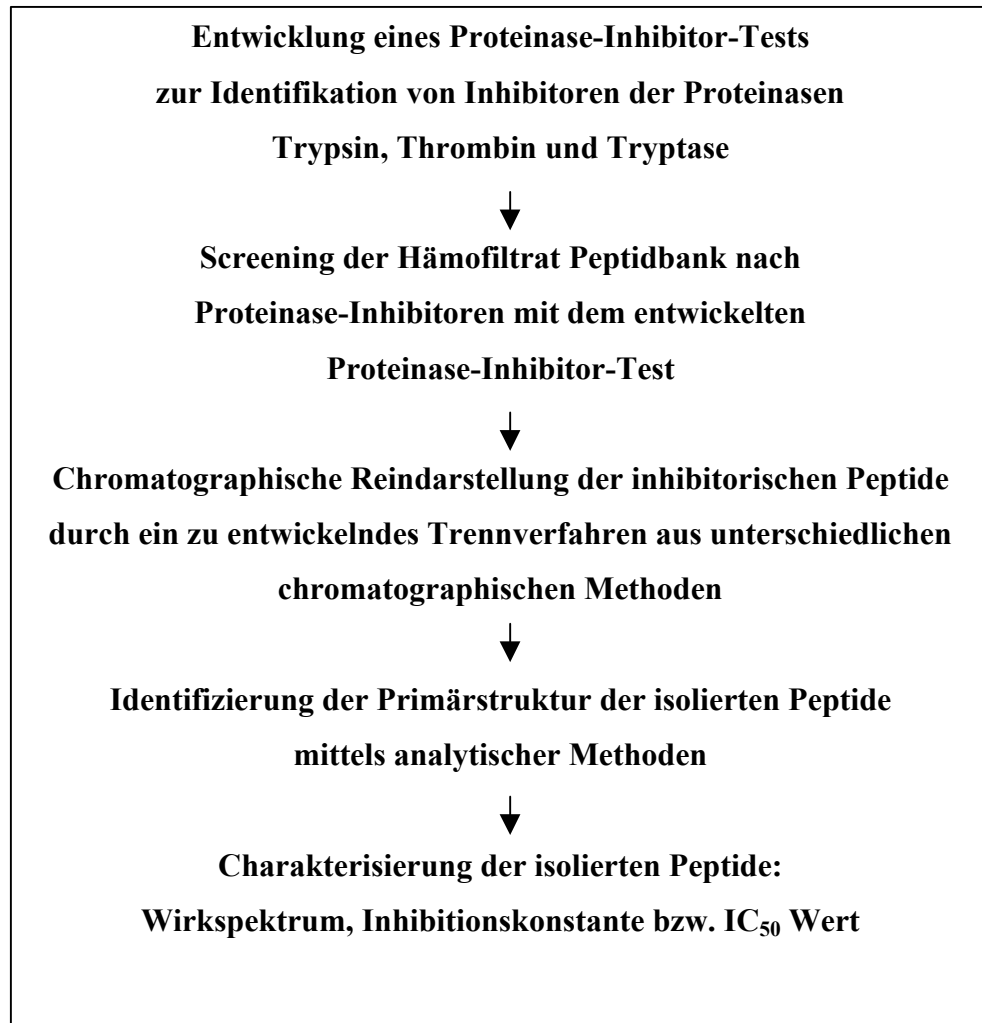 Entwicklung eines Proteinase-Inhibitor-Tests
zur Identifikation von Inhibitoren der Proteinasen
Trypsin, Thrombin und Tryptase
Screening der Hämofiltrat Peptidbank nach
Proteinase-Inhibitoren mit dem entwickelten
Proteinase-Inhibitor-Test
Chromatographische Reindarstellung der inhibitorischen Peptide
durch ein zu entwickelndes Trennverfahren aus unterschiedlichen
chromatographischen Methoden
Identifizierung der Primärstruktur der isolierten Peptide
mittels analytischer Methoden
Charakterisierung der isolierten Peptide:
Wirkspektrum, Inhibitionskonstante bzw. IC₅₀ Wert